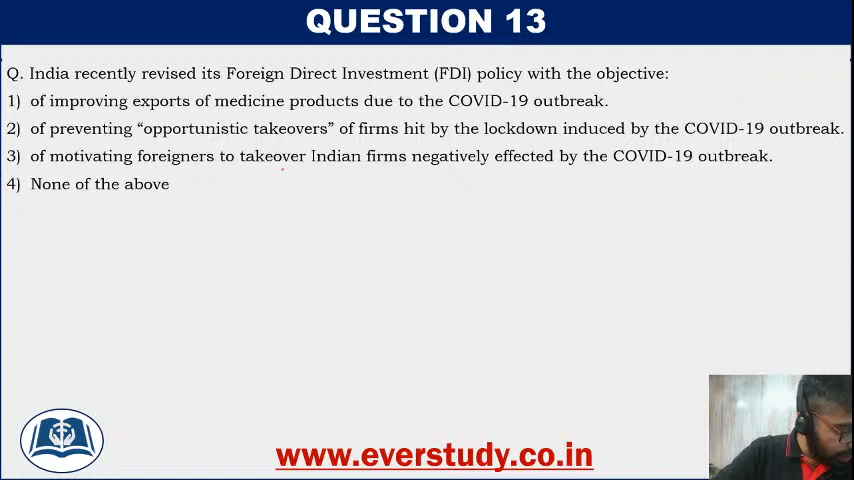 QUESTION 13
Q. India recently revised its Foreign Direct Investment (FDI) policy with the objective:
1) of improving exports of medicine products due to the COVID-19 outbreak.
2) of preventing “opportunistic takeovers” of firms hit by the lockdown induced by the COVID-19 outbreak.
3) of motivating foreigners to takeover Indian firms negatively effected by the COVID-19 outbreak.
4) None of the above
www.everstudy.co.in